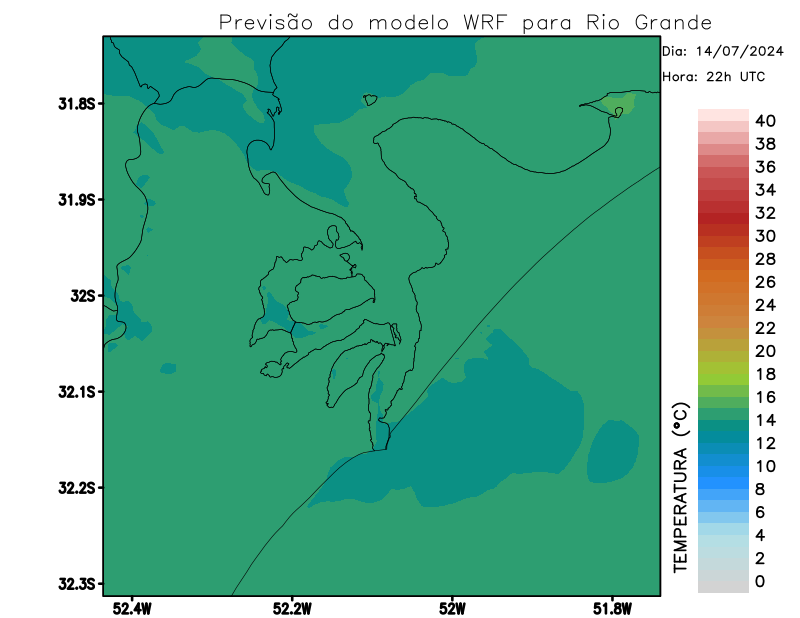 Previsão do modelo WRF para Rio Grande
Dia: 14/07/2024
Hora: 22h UTC
31.8S
31.9S
32S
32.1S
32.2S
32.3S
52.4W
52.2W
52W
51.8W
TEMPERATURA (°C)
40
38
36
34
32
30
28
26
24
22
20
18
16
14
12
10
8
6
4
2
0